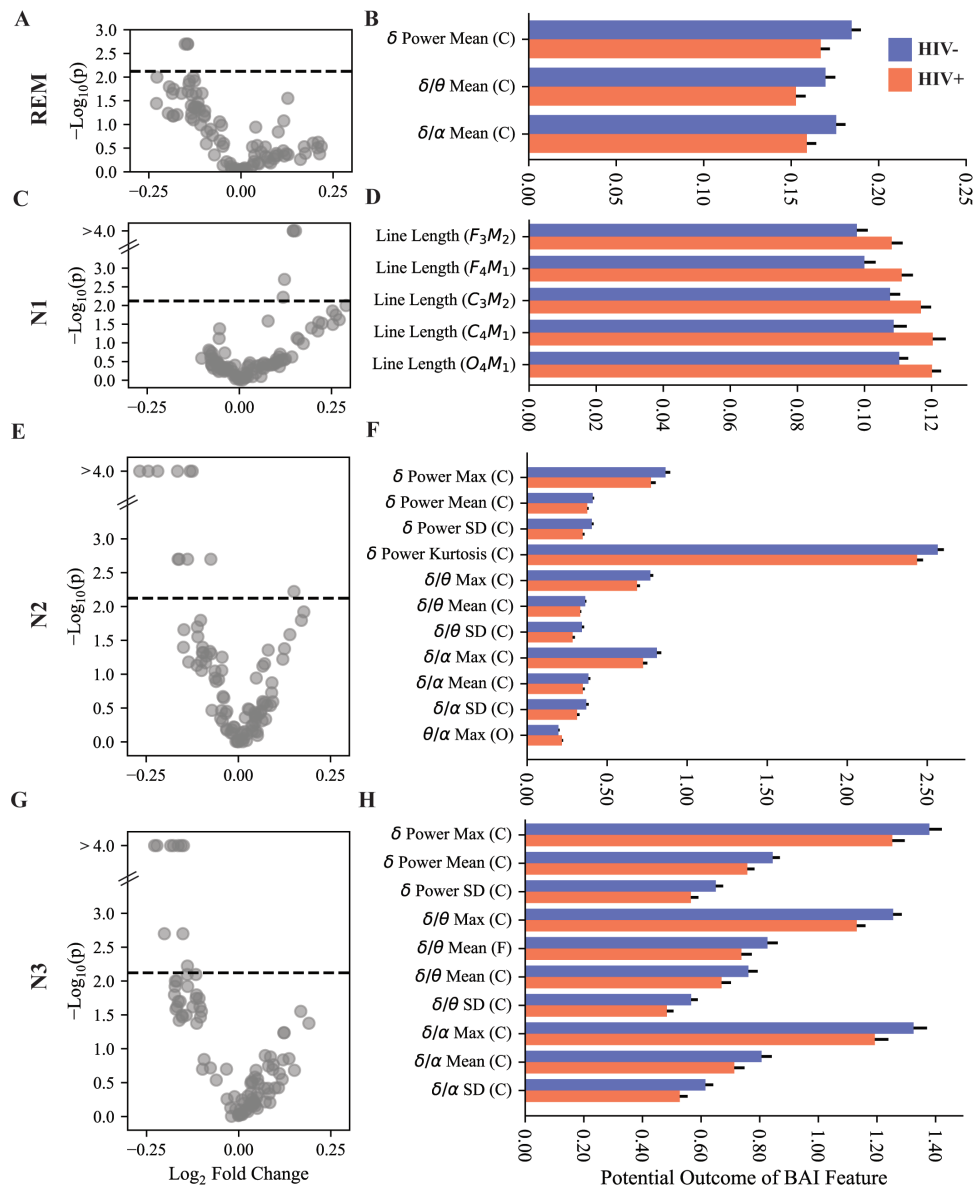 A
REM
−Log₁₀(p)
3.0
2.5
2.0
1.5
1.0
0.5
0.0
−0.25
0.00
0.25
B
δ Power Mean (C)
δ/θ Mean (C)
δ/α Mean (C)
HIV-
HIV+
0.00
0.05
0.10
0.15
0.20
0.25
C
N1
−Log₁₀(p)
>4.0
3.0
2.5
2.0
1.5
1.0
0.5
0.0
−0.25
0.00
0.25
D
Line Length (F₃M₂)
Line Length (F₄M₁)
Line Length (C₃M₂)
Line Length (C₄M₁)
Line Length (O₄M₁)
0.00
0.02
0.04
0.06
0.08
0.10
0.12
E
N2
−Log₁₀(p)
>4.0
3.0
2.0
1.0
0.5
0.0
−0.25
0.00
0.25
F
δ Power Max (C)
δ Power Mean (C)
δ Power SD (C)
δ Power Kurtosis (C)
δ/θ Max (C)
δ/θ Mean (C)
δ/θ SD (C)
δ/α Max (C)
δ/α Mean (C)
δ/α SD (C)
θ/α Max (O)
0.00
0.50
1.00
1.50
2.00
2.50
G
N3
−Log₁₀(p)
>4.0
3.0
2.5
2.0
1.5
1.0
0.5
0.0
−0.25
0.00
0.25
Log₂ Fold Change
H
δ Power Max (C)
δ Power Mean (C)
δ Power SD (C)
δ/θ Max (C)
δ/θ Mean (F)
δ/θ Mean (C)
δ/θ SD (C)
δ/α Max (C)
δ/α Mean (C)
δ/α SD (C)
0.00
0.20
0.40
0.60
0.80
1.00
1.20
1.40
Potential Outcome of BAI Feature